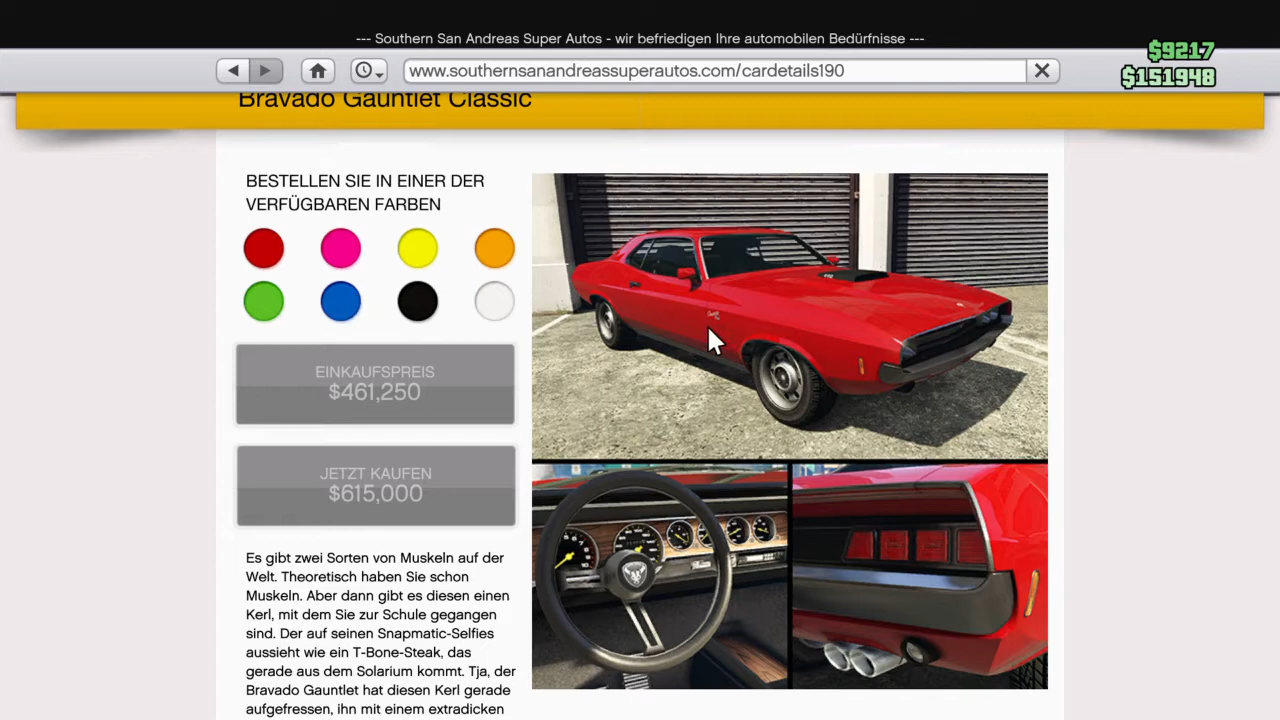 --- Southern San Andreas Super Autos - wir befriedigen Ihre automobilen Bedürfnisse ---
$9217
www.southernsanandreassuperautos.com/cardetails190
$151948
Bravado Gauntlet Classic
BESTELLEN SIE IN EINER DER
VERFÜGBAREN FARBEN
EINKAUFSPREIS
$461,250
JETZT KAUFEN
$615,000
Es gibt zwei Sorten von Muskeln auf der
Welt. Theoretisch haben Sie schon
Muskeln. Aber dann gibt es diesen einen
Kerl, mit dem Sie zur Schule gegangen
sind. Der auf seinen Snapmatic-Selfies
aussieht wie ein T-Bone-Steak, das
gerade aus dem Solarium kommt. Tja, der
Bravado Gauntlet hat diesen Kerl gerade
aufgefressen, ihn mit einem extradicken